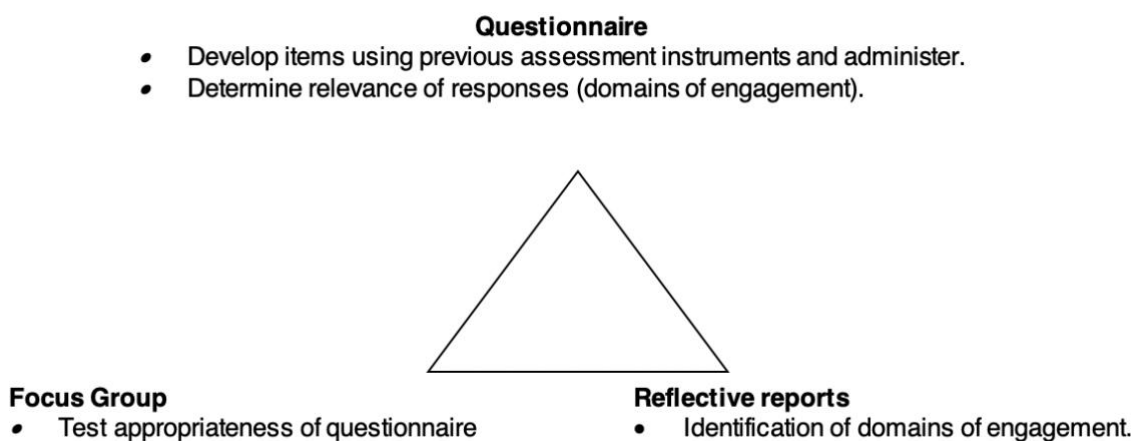 Questionnaire
• Develop items using previous assessment instruments and administer.
• Determine relevance of responses (domains of engagement).
Focus Group
• Test appropriateness of questionnaire
Reflective reports
• Identification of domains of engagement.